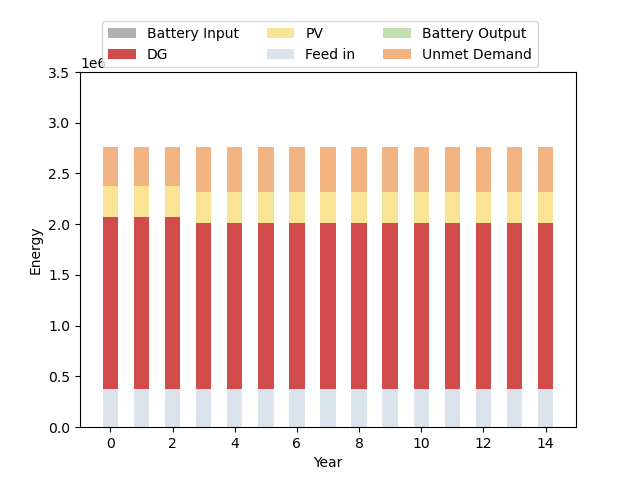 Battery Input PV Battery Output
DG Feed in Unmet Demand
1e6
3.5
3.0
2.5
2.0
1.5
1.0
0.5
0.0
Energy
0 2 4 6 8 10 12 14
Year